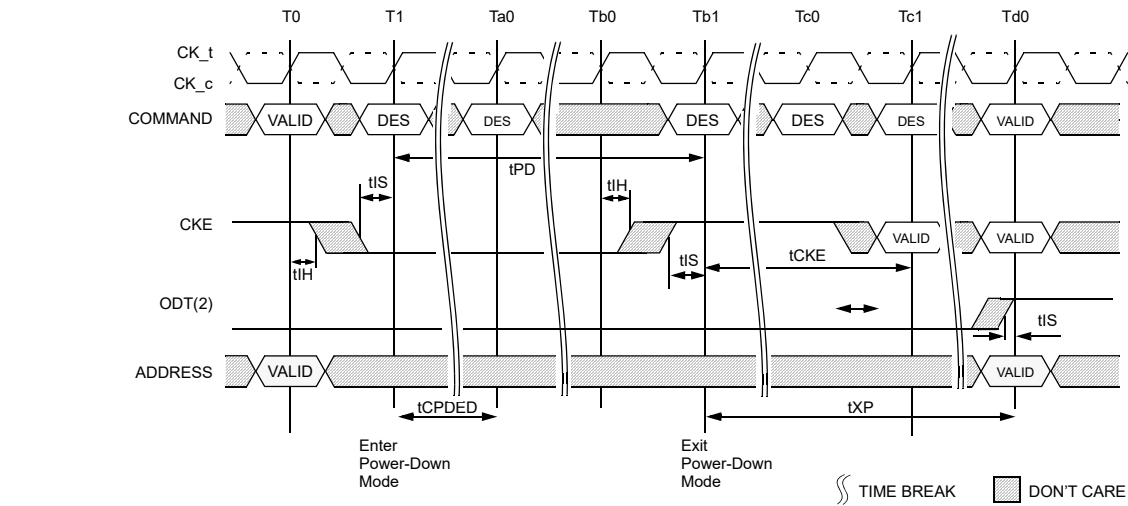 T0 T1 Ta0 Tb0 Tb1 Tc0 Tc1 Td0
CK_t
CK_c
COMMAND VALID DES DES DES DES DES VALID
tPD
tIS tIH
CKE VALID VALID
tIH tIS tCKE
ODT(2)
tIS
ADDRESS VALID VALID
tCPDED tXP
Enter
Power-Down
Mode
Exit
Power-Down
Mode
TIME BREAK DON'T CARE